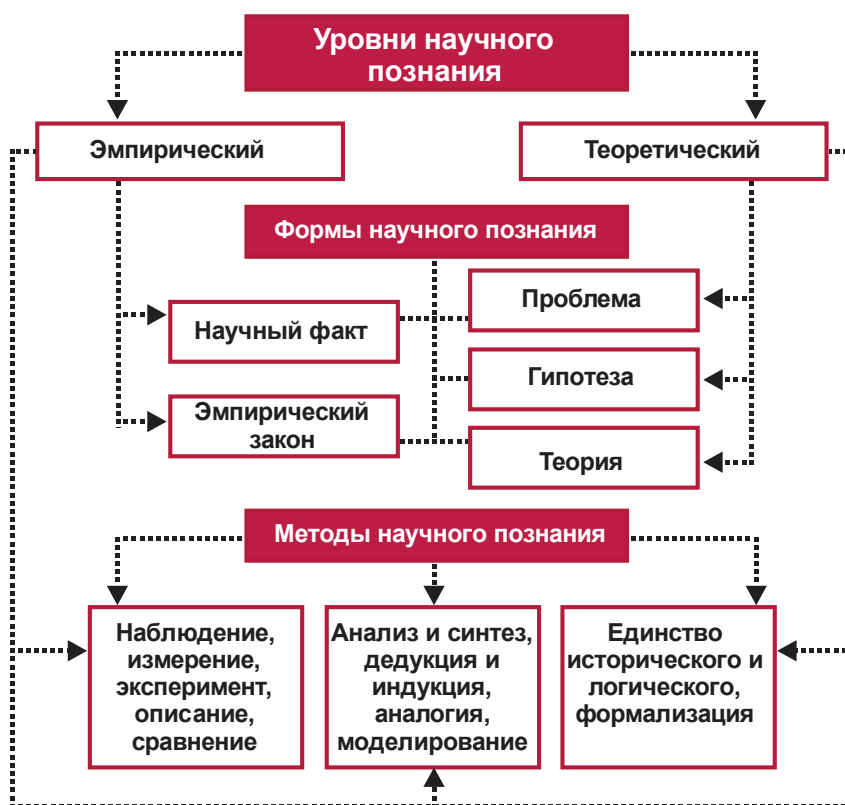 Уровни научного
познания
Эмпирический
Теоретический
Формы научного познания
Научный факт
Эмпирический
закон
Проблема
Гипотеза
Теория
Методы научного познания
Наблюдение,
измерение,
эксперимент,
описание,
сравнение
Анализ и синтез,
дедукция и
индукция,
аналогия,
моделирование
Единство
исторического и
логического,
формализация